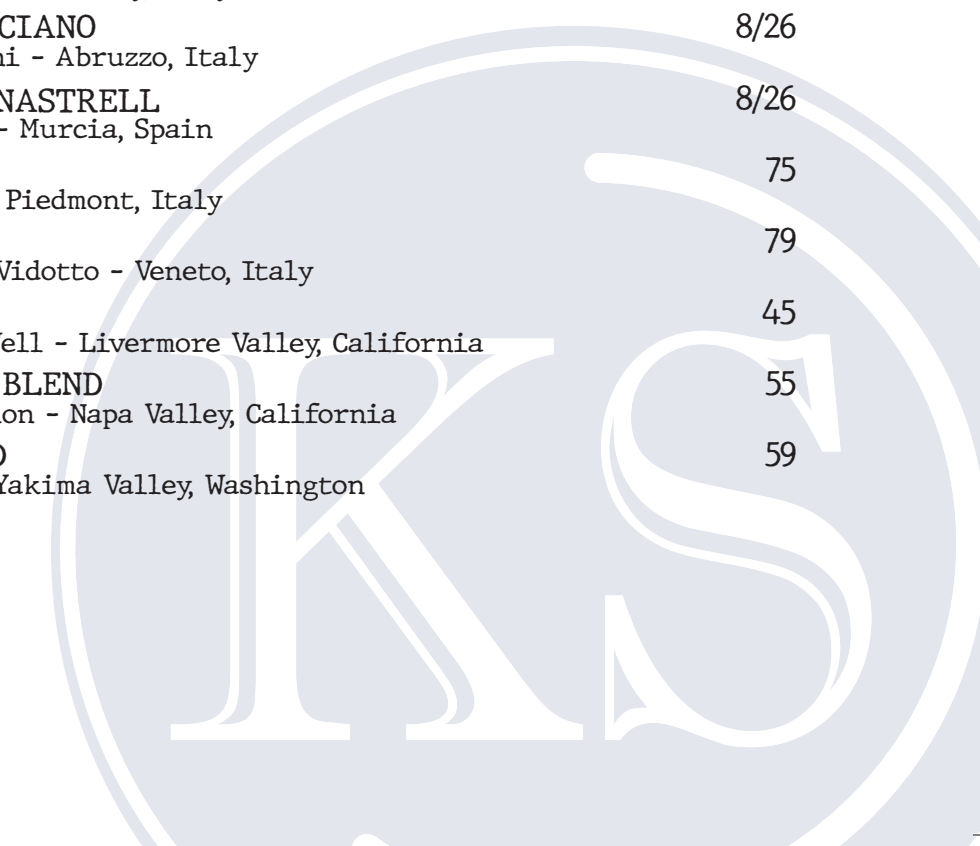 CIANO 8/26
ni – Abruzzo, Italy
NASTRELL 8/26
– Murcia, Spain
75
Piedmont, Italy
79
Vidotto – Veneto, Italy
45
ell – Livermore Valley, California
BLEND 55
on – Napa Valley, California
59
Yakima Valley, Washington
KS